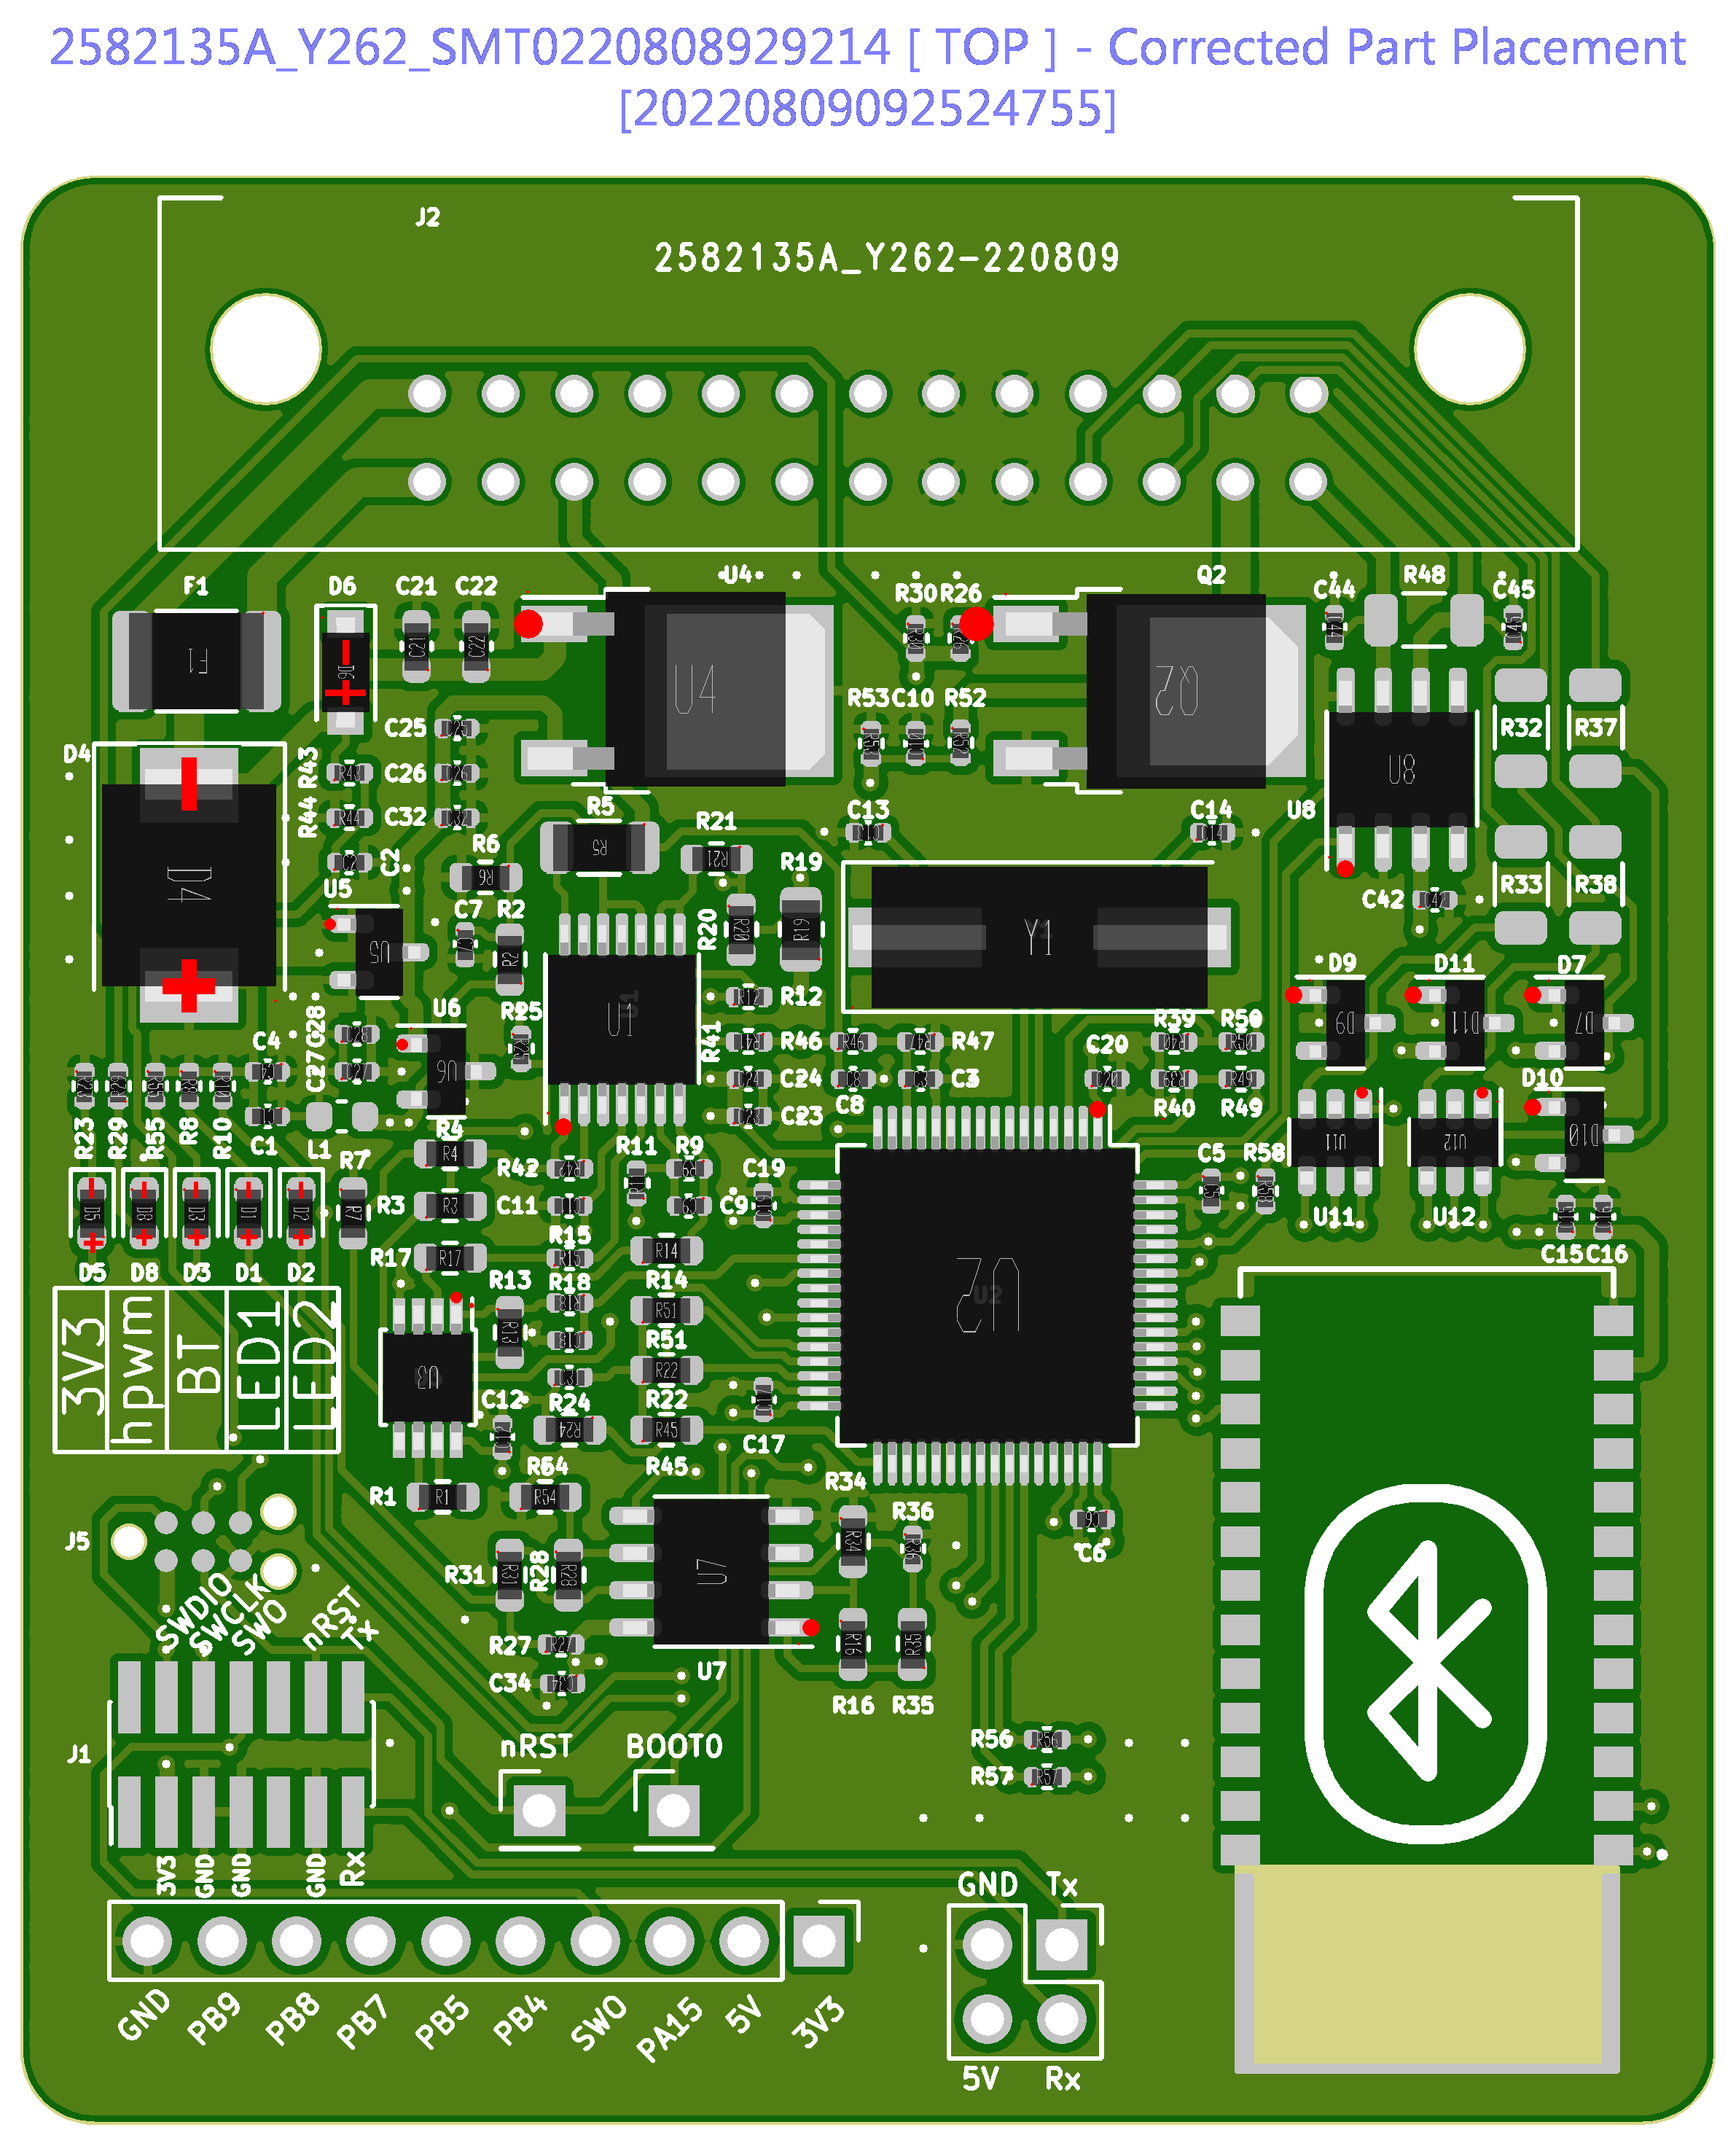 2582135A_Y262_SMT0220808929214 [ TOP ] - Corrected Part Placement
[20220809092524755]
J2
2582135A_Y262-220809
F1 D6 C21 C22 U4 R30 R26 Q2 C44 R48 C45
F1 D6 C21 C22 U4 Q2
R53 C10 R52
D4 R43 C25 R32 R37
R44 C26 U8
C32 R5 C13 C14 U8
R6 R21
D4 C2 U5 R19 R33 R38
C7 R2 R20 C42
U5 Y1
D9 D11 D7
U6 R25 R12
C28 U1 R41 R46 R47 R39 R50
C4 C27 U6 C24 C8 C3 C20 D10
C1 L1 C23 R40 R49
R23 R29 R55 R8 R10 R4 R11 R9 U11 U12
R7 R42 C19 C5 R58 D10
R3 C11 C9
D5 D8 D3 D1 D2 R17 R15 R14 U11 U12 C15 C16
R13 R18 U2
3V3 hpwm BT LED1 LED2
R51
U3 R22
C12 R24 C17
R45
R1 R54 R34 R36
J5 C6
R31 R28 U7
SWDIO SWCLK SWO nRST Tx
R27
C34 U7 R16 R35
J1 nRST BOOT0 R56
R57
3V3 GND GND GND Rx
GND Tx
GND PB9 PB8 PB7 PB5 PB4 SWO PA15 5V 3V3
5V Rx